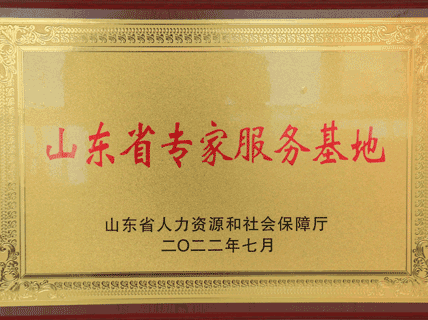 山东省专家服务基地
山东省人力资源和社会保障厅
二〇二二年七月